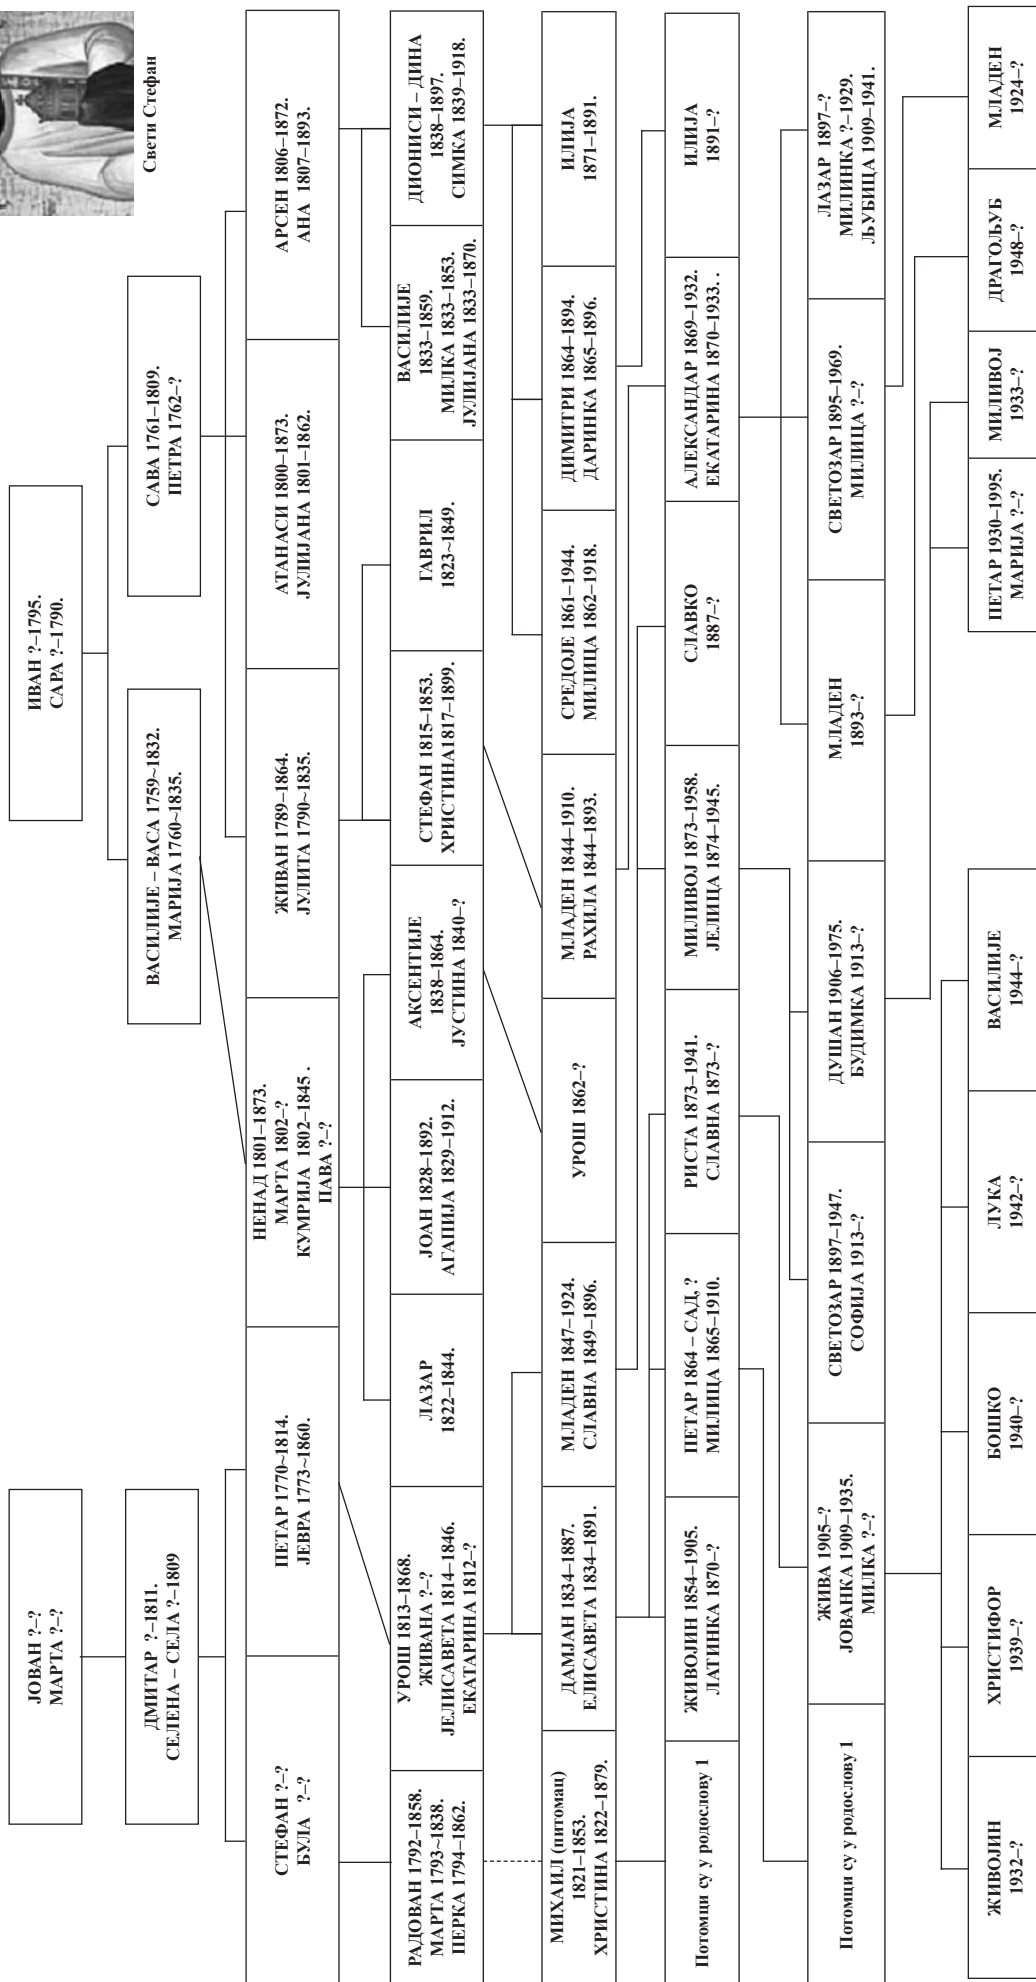 Свети Стефан
ЈОВАН ?–?
МАРТА ?–?
ИВАН ?–1795.
САРА ?–1790.
ДМИТАР ?–1811.
СЕЛЕНА – СЕЛА ?–1809
ВАСИЛИЈЕ – ВАСА 1759~1832.
МАРИЈА 1760~1835.
САВА 1761–1809.
ПЕТРА 1762–?
СТЕФАН ?–?
БУЛА ?–?
ПЕТАР 1770~1814.
ЈЕВРА 1773~1860.
НЕНАД 1801–1873.
МАРТА 1802–?
КУМРИЈА 1802–1845 .
ПАВА ?–?
ЖИВАН 1789–1864.
ЈУЛИТА 1790~1835.
АТАНАСИ 1800–1873.
ЈУЛИЈАНА 1801–1862.
АРСЕН 1806–1872.
АНА 1807–1893.
РАДОВАН 1792–1858.
МАРТА 1793~1838.
ПЕРКА 1794–1862.
УРОШ 1813–1868.
ЖИВАНА ?–?
ЈЕЛИСАВЕТА 1814–1846.
ЕКАТАРИНА 1812–?
ЛАЗАР
1822–1844.
ЈОАН 1828–1892.
АГАПИЈА 1829–1912.
АКСЕНТИЈЕ
1838–1864.
ЈУСТИНА 1840–?
СТЕФАН 1815–1853.
ХРИСТИНА1817–1899.
ГАВРИЛ
1823~1849.
ВАСИЛИЈЕ
1833–1859.
МИЛКА 1833–1853.
ЈУЛИЈАНА 1833–1870.
ДИОНИСИ – ДИНА
1838–1897.
СИМКА 1839–1918.
МИХАИЛ (питомац)
1821–1853.
ХРИСТИНА 1822–1879.
ДАМЈАН 1834–1887.
ЕЛИСАВЕТА 1834–1891.
МЛАДЕН 1847–1924.
СЛАВНА 1849–1896.
УРОШ 1862–?
МЛАДЕН 1844–1910.
РАХИЛА 1844–1893.
СРЕДОЈЕ 1861–1944.
МИЛИЦА 1862–1918.
ДИМИТРИ 1864–1894.
ДАРИНКА 1865–1896.
ИЛИЈА
1871–1891.
Потомци су у родослову 1
ЖИВОЈИН 1854–1905.
ЛАТИНКА 1870–?
ПЕТАР 1864 – САД, ?
МИЛИЦА 1865–1910.
РИСТА 1873–1941.
СЛАВНА 1873–?
МИЛИВОЈ 1873–1958.
ЈЕЛИЦА 1874–1945.
СЛАВКО
1887–?
АЛЕКСАНДАР 1869–1932.
ЕКАТАРИНА 1870–1933. .
ИЛИЈА
1891–?
Потомци су у родослову 1
ЖИВА 1905–?
ЈОВАНКА 1909–1935.
МИЛКА ?–?
СВЕТОЗАР 1897–1947.
СОФИЈА 1913–?
ДУШАН 1906–1975.
БУДИМКА 1913–?
МЛАДЕН
1893–?
СВЕТОЗАР 1895–1969.
МИЛИЦА ?–?
ЛАЗАР 1897–?
МИЛИНКА ?–1929.
ЉУБИЦА 1909–1941.
ЖИВОЈИН
1932–?
ХРИСТИФОР
1939–?
БОШКО
1940–?
ЛУКА
1942–?
ВАСИЛИЈЕ
1944–?
ПЕТАР 1930–1995.
МАРИЈА ?–?
МИЛИВОЈ
1933–?
ДРАГОЉУБ
1948–?
МЛАДЕН
1924–?